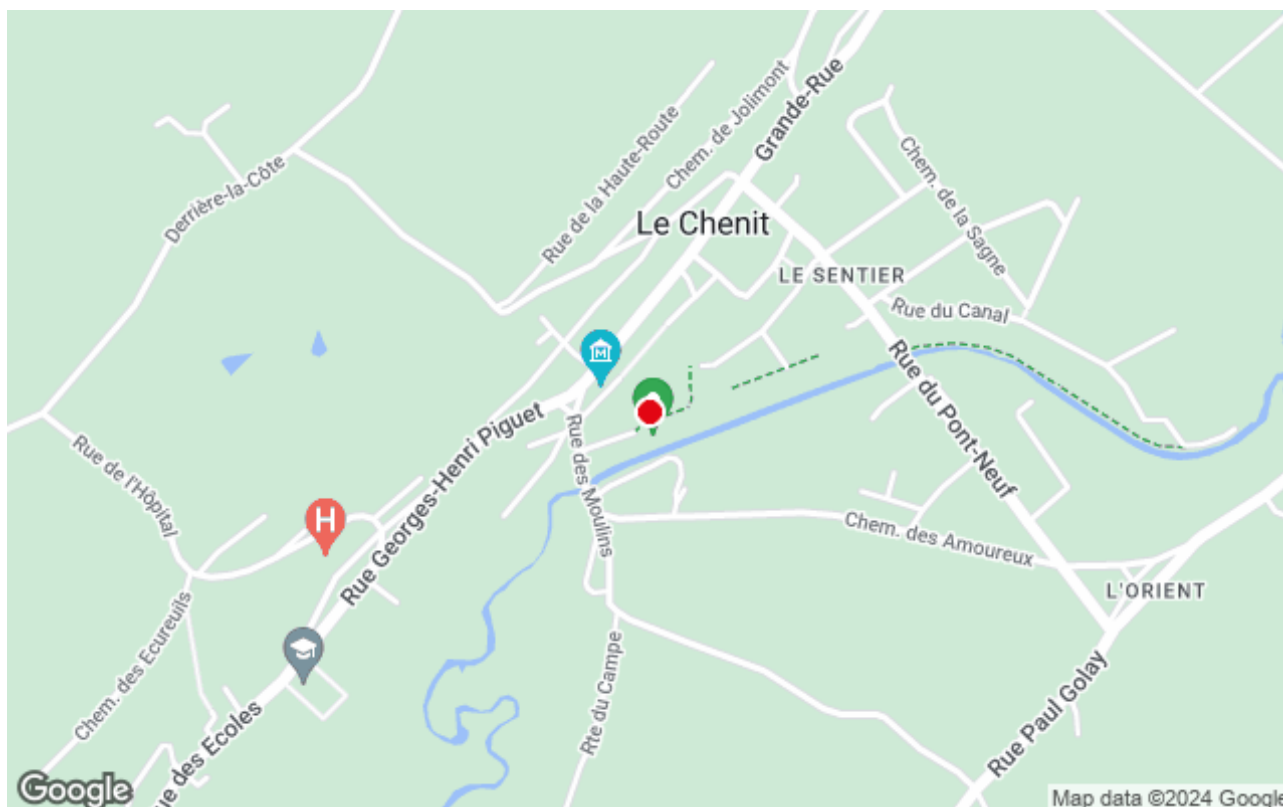 Grande-Rue
Chem. de Jolimont
Rue de la Haute-Route
Derrière-la-Côte
Chem. de la Sagne
Le Chenit
LE SENTIER
Rue du Canal
M
Rue du Pont-Neuf
Rue Georges-Henri Piguet
Rue des Moulins
Rue de l'Hôpital
H
Chem. des Amoureux
L'ORIENT
Chem. des Ecureuils
Rte du Campe
Rue Paul Golay
ue des Ecoles
Google
Map data ©2024 Google